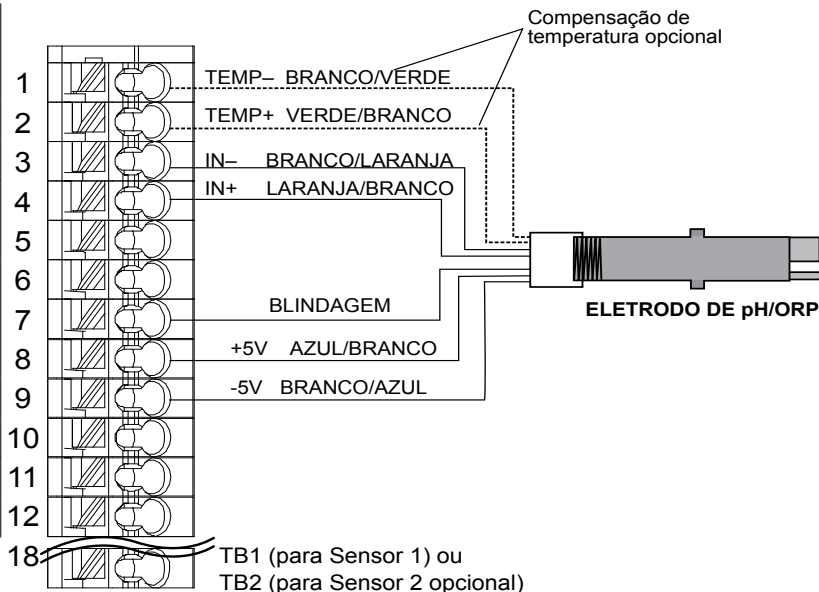 Compensação de
temperatura opcional
1 TEMP– BRANCO/VERDE
2 TEMP+ VERDE/BRANCO
3 IN– BRANCO/LARANJA
4 IN+ LARANJA/BRANCO
5
6
7 BLINDAGEM
8 +5V AZUL/BRANCO
9 -5V BRANCO/AZUL
10
11
12
18
ELETRODO DE pH/ORP
TB1 (para Sensor 1) ou
TB2 (para Sensor 2 opcional)